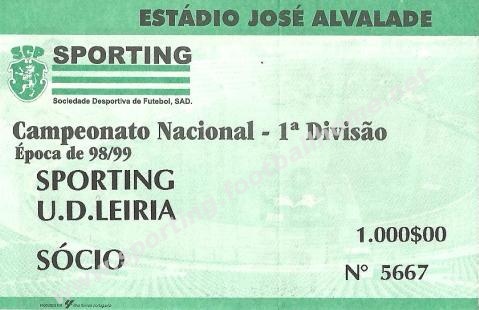 ESTÁDIO JOSÉ ALVALADE
SCP
SPORTING
Sociedade Desportiva de Futebol, SAD.
Campeonato Nacional - 1ª Divisão
Época de 98/99
SPORTING
U.D.LEIRIA
1.000$00
SÓCIO
Nº 5667